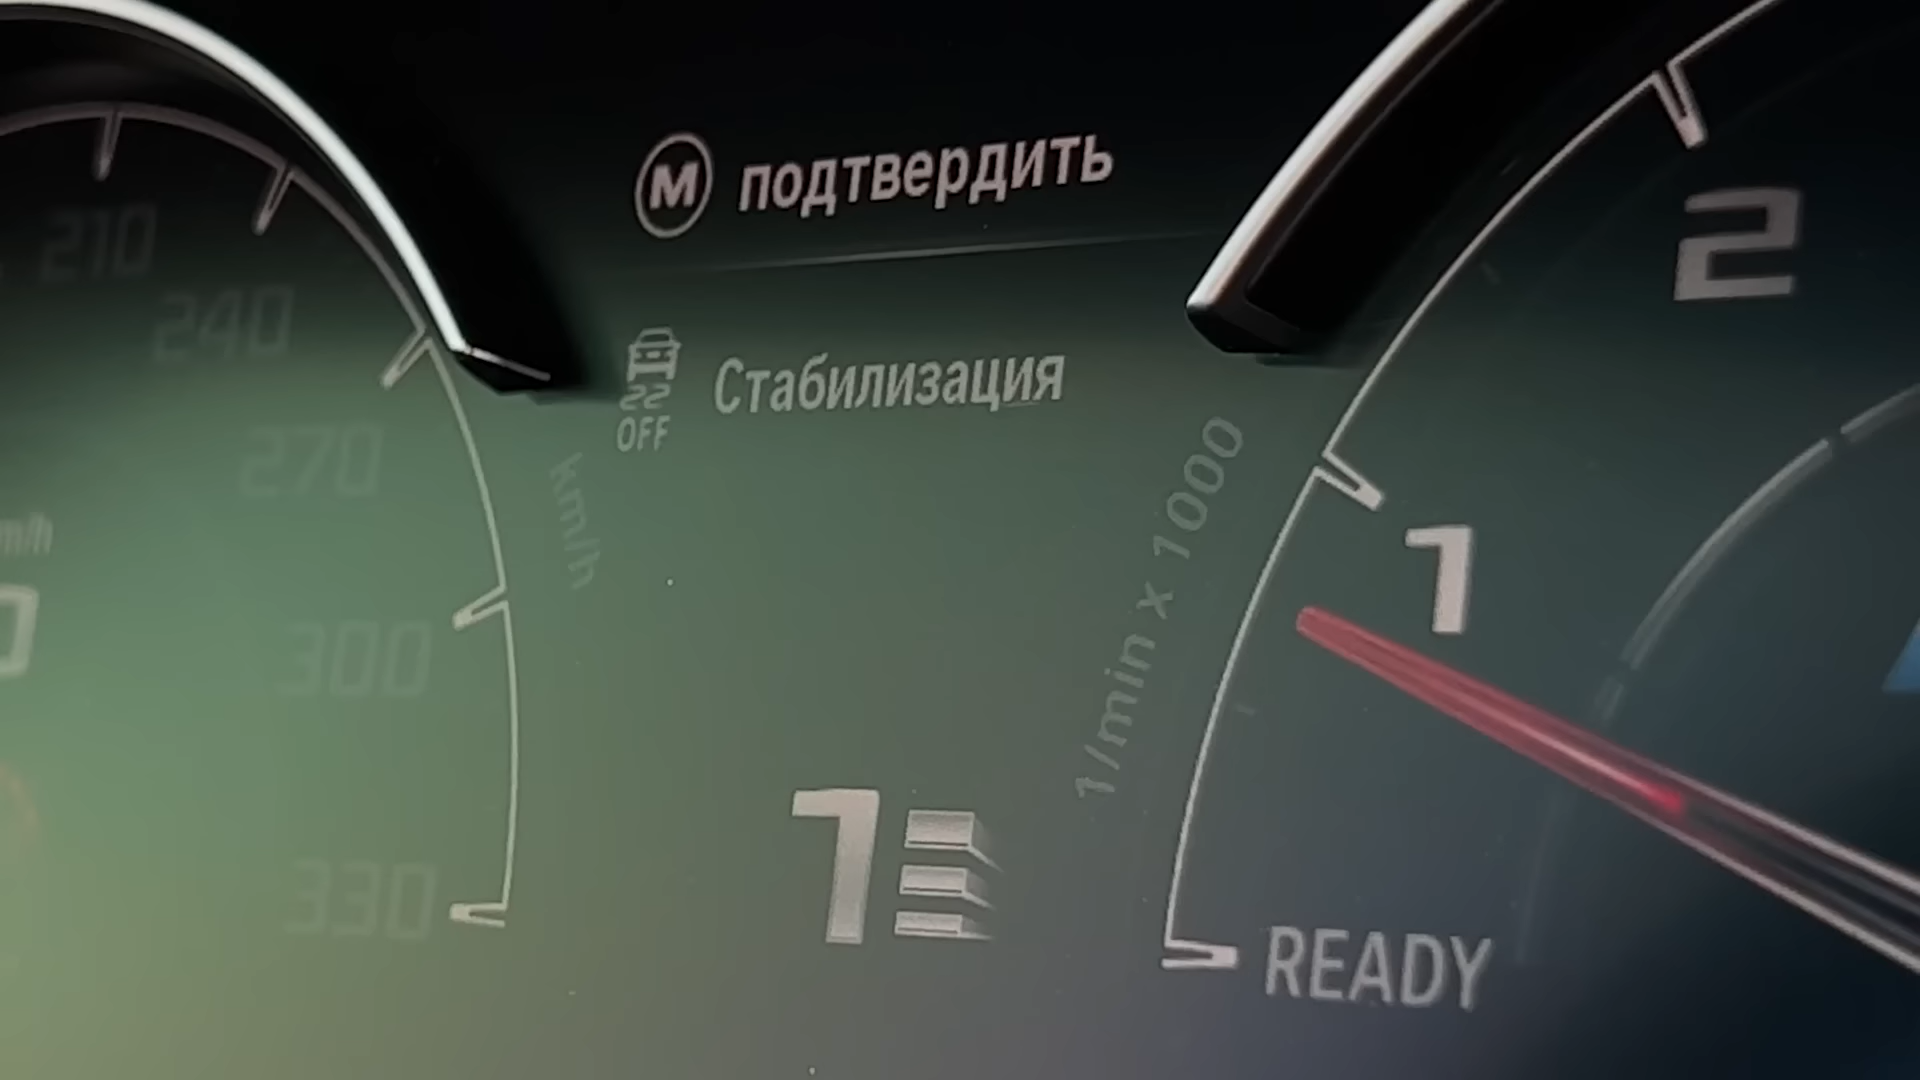 M подтвердить
Стабилизация
OFF
210
240
270
300
330
km/h
m/h
1/min x 1000
2
1
1
READY